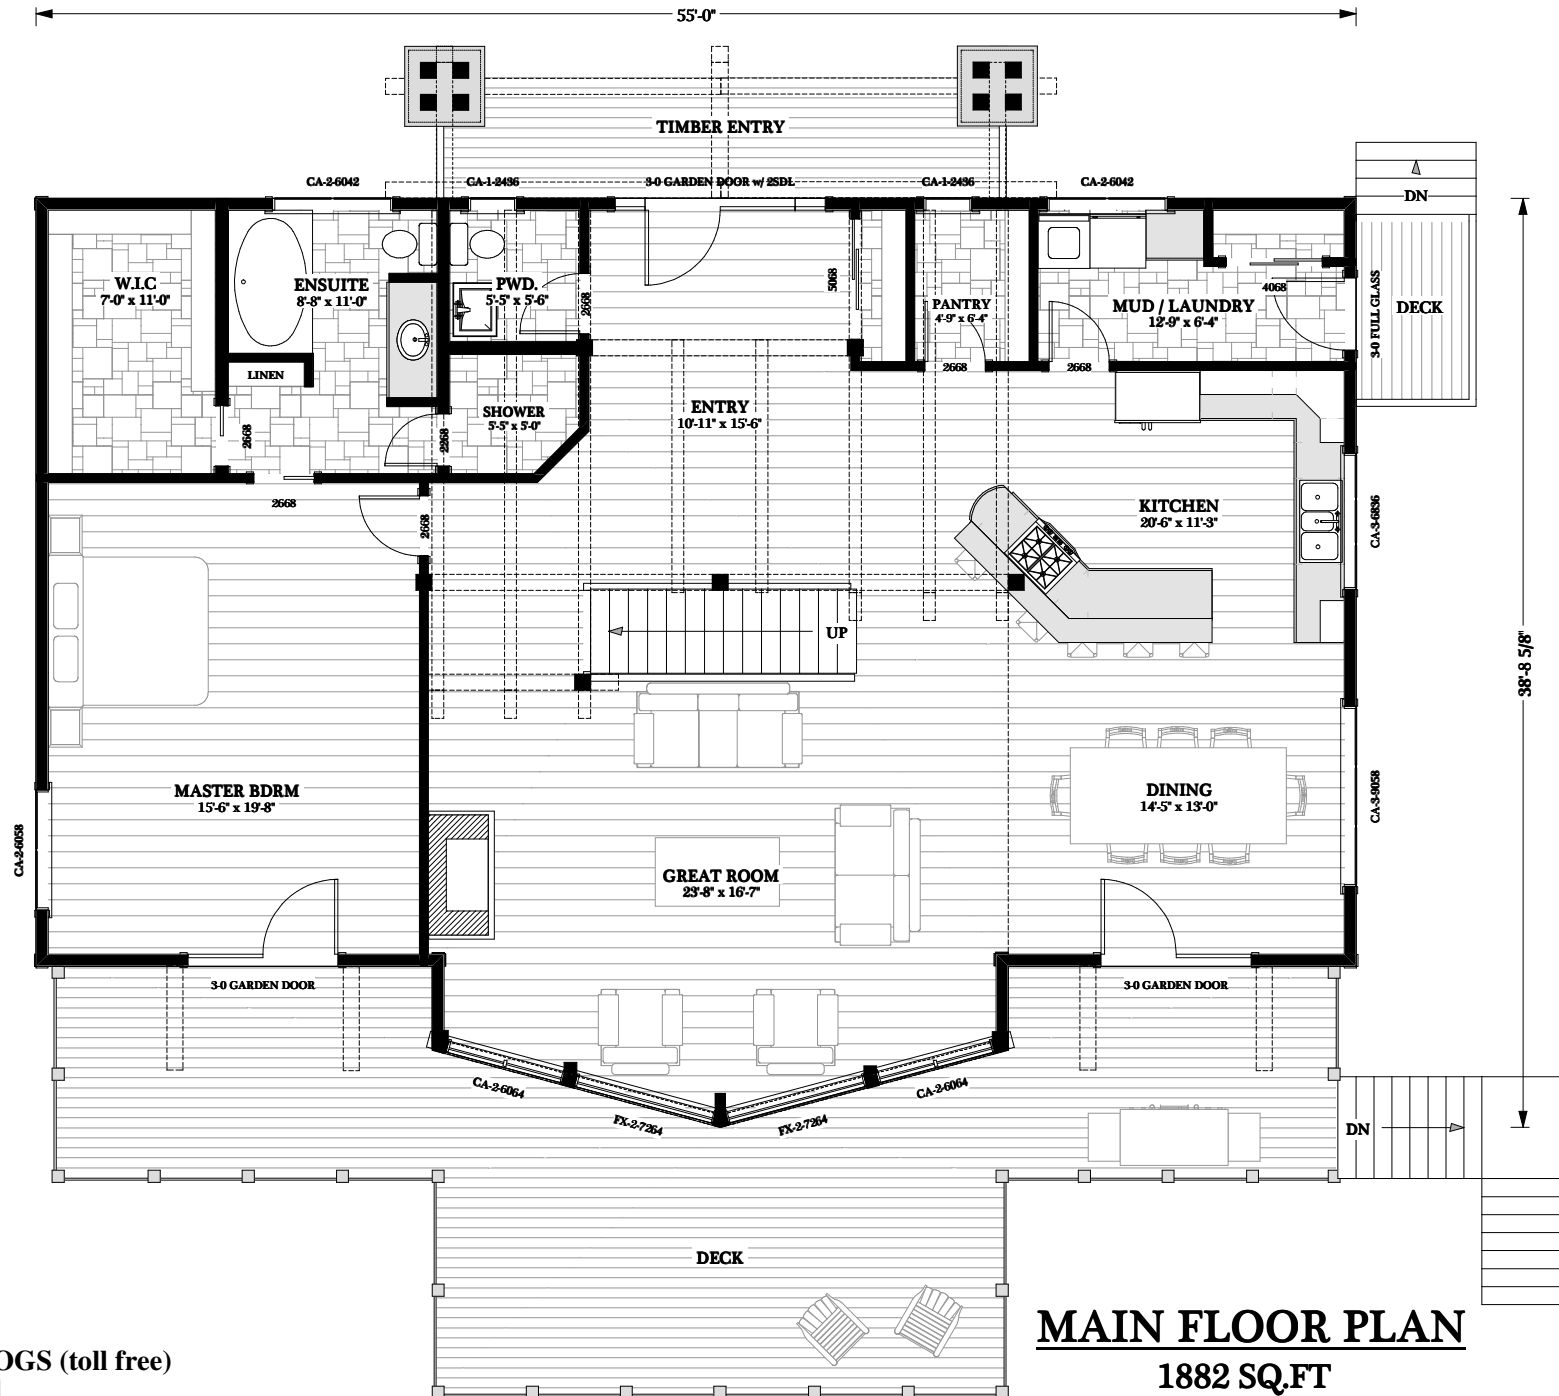 55'-0"
TIMBER ENTRY
CA-2-6042
CA-1-2436
3-0 GARDEN DOOR w/ 2SDL
CA-1-2436
CA-2-6042
DN
W.I.C
7'-0" x 11'-0"
ENSUITE
8'-8" x 11'-0"
PWD.
5'-5" x 5'-6"
2668
5068
PANTRY
4'-9" x 6'-4"
MUD / LAUNDRY
12'-9" x 6'-4"
4068
3-0 FULL GLASS
DECK
LINEN
2668
2668
SHOWER
5'-5" x 5'-0"
ENTRY
10'-11" x 15'-6"
2668
2268
2668
2668
KITCHEN
20'-6" x 11'-3"
CA-3-6836
UP
38'-8 5/8"
MASTER BDRM
15'-6" x 19'-8"
DINING
14'-5" x 13'-0"
CA-3-9058
CA-2-6058
GREAT ROOM
23'-8" x 16'-7"
3-0 GARDEN DOOR
3-0 GARDEN DOOR
CA-2-6064
CA-2-6064
FX-2-7264
FX-2-7264
DN
DECK
MAIN FLOOR PLAN
1882 SQ.FT
OGS (toll free)